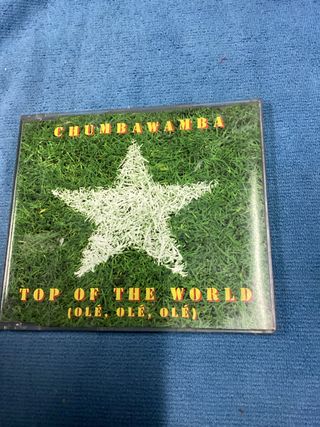 CHUMBAWAMBA
TOP OF THE WORLD
(OLÉ, OLÉ, OLÉ)